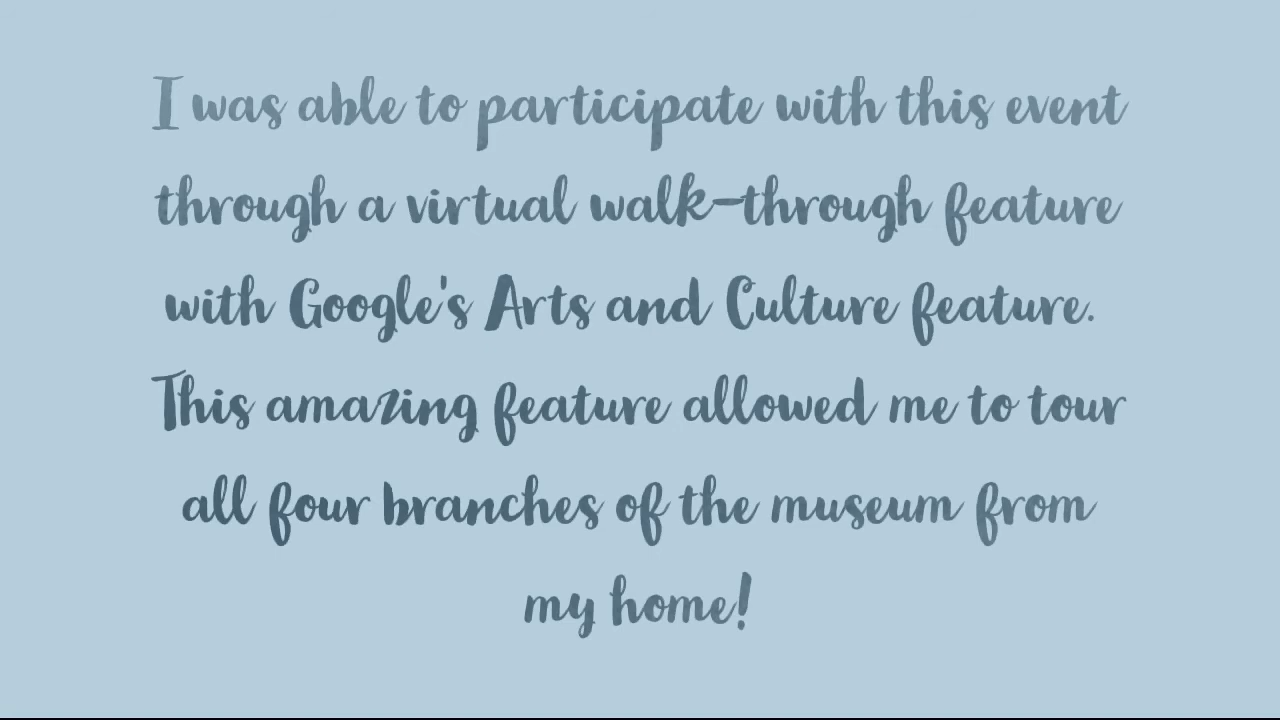 I was able to participate with this event
through a virtual walk-through feature
with Google's Arts and Culture feature.
This amazing feature allowed me to tour
all four branches of the museum from
my home!